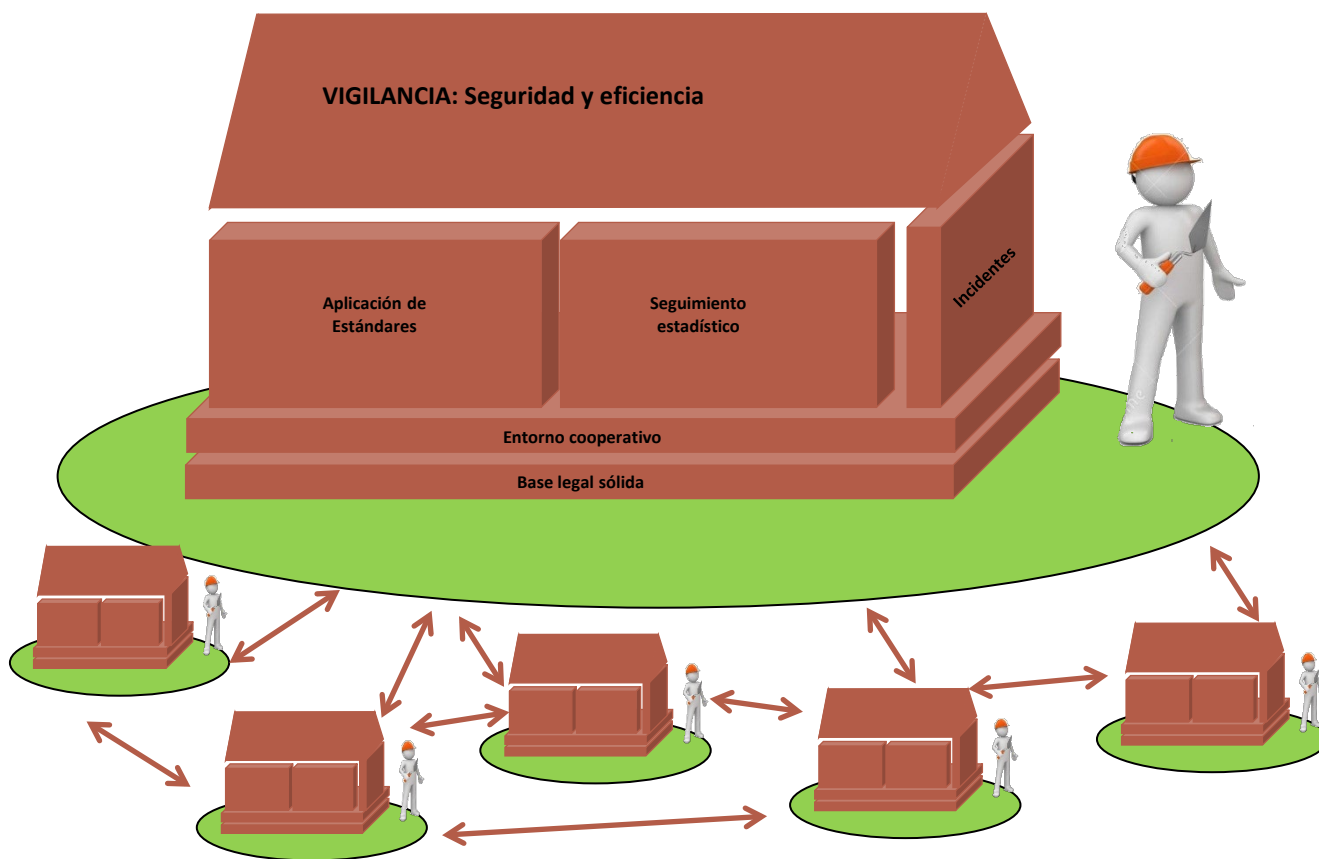 VIGILANCIA: Seguridad y eficiencia
Aplicación de
Estándares
Seguimiento
estadístico
Incidentes
Entorno cooperativo
Base legal sólida